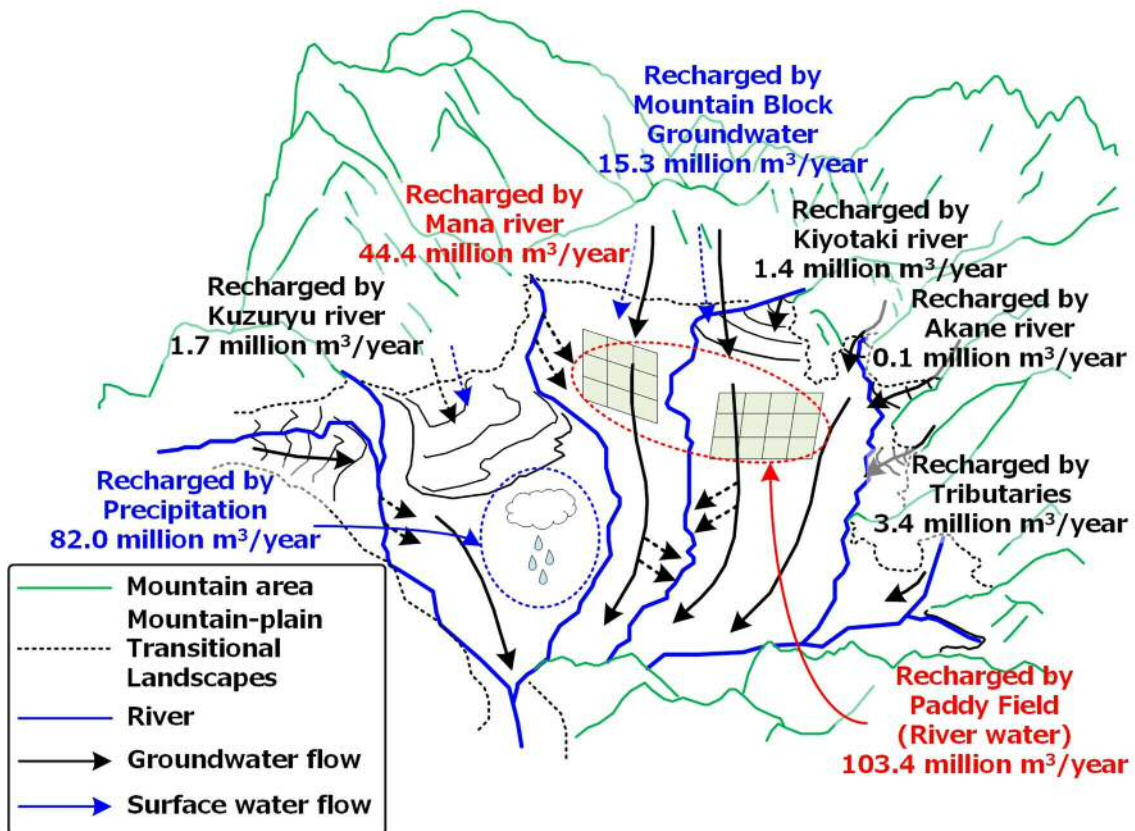 Recharged by
Mountain Block
Groundwater
15.3 million m³/year
Recharged by
Mana river
44.4 million m³/year
Recharged by
Kiyotaki river
1.4 million m³/year
Recharged by
Kuzuryu river
1.7 million m³/year
Recharged by
Akane river
0.1 million m³/year
Recharged by
Precipitation
82.0 million m³/year
Recharged by
Tributaries
3.4 million m³/year
Mountain area
Mountain-plain
Transitional
Landscapes
River
Groundwater flow
Surface water flow
Recharged by
Paddy Field
(River water)
103.4 million m³/year